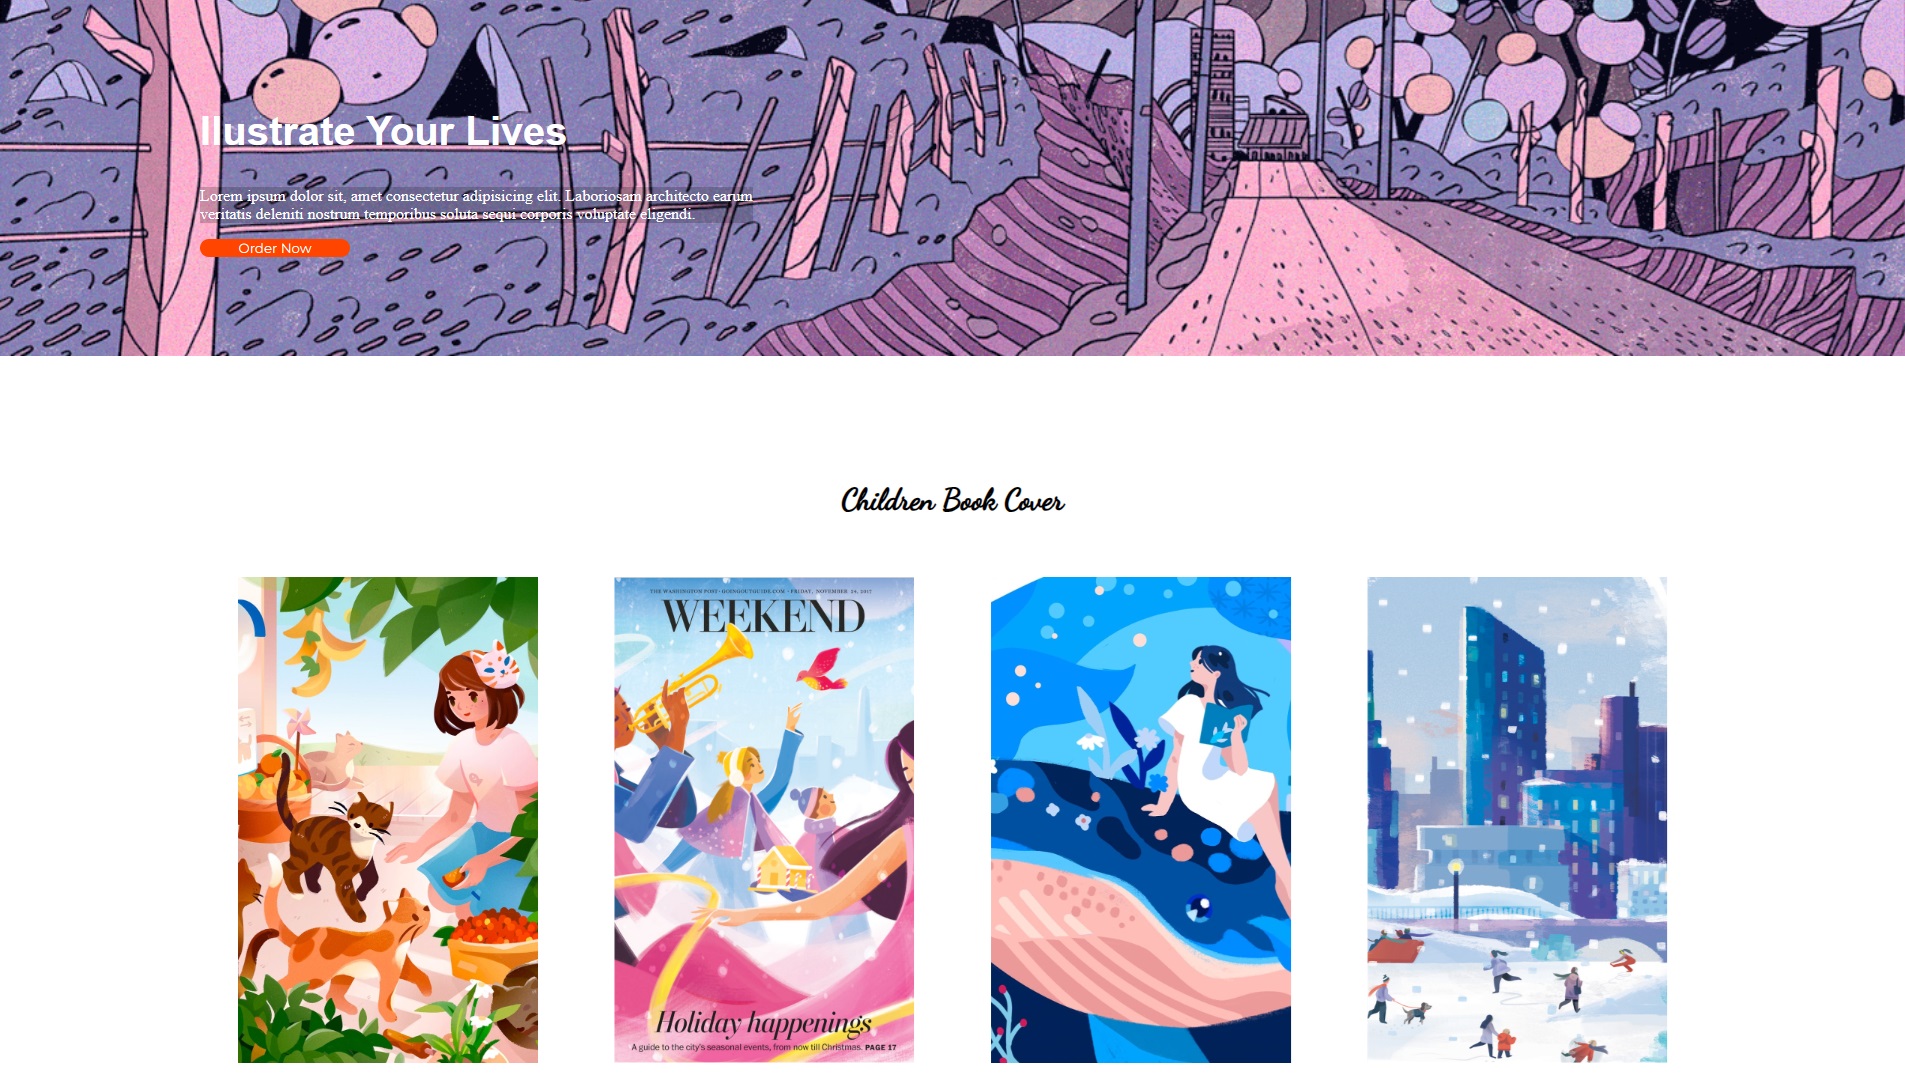 Illustrate Your Lives
Lorem ipsum dolor sit, amet consectetur adipisicing elit. Laboriosam architecto earum
veritatis deleniti nostrum temporibus soluta sequi corporis voluptate eligendi.
Order Now
Children Book Cover
THE WASHINGTON POST • GOINGOUTGUIDE.COM • FRIDAY, NOVEMBER 24, 2017
WEEKEND
Holiday happenings
A guide to the city's seasonal events, from now till Christmas. PAGE 17